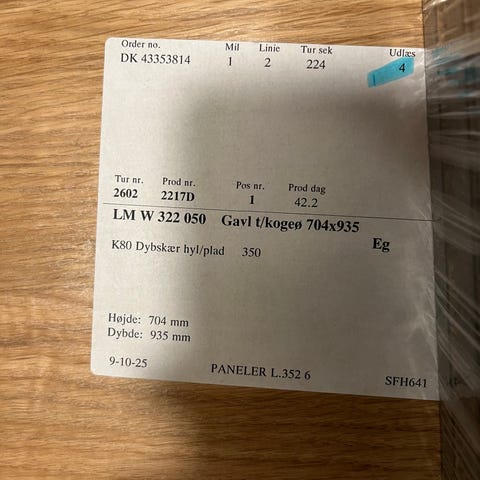 Order no. Mil Linie Tur sek Udlæs
DK 43353814 1 2 224 4
Tur nr. Prod nr. Pos nr. Prod dag
2602 2217D 1 42.2
LM W 322 050 Gavl t/kogeø 704x935
Eg
K80 Dybskær hyl/plad 350
Højde: 704 mm
Dybde: 935 mm
9-10-25 PANELER L.352 6 SFH641